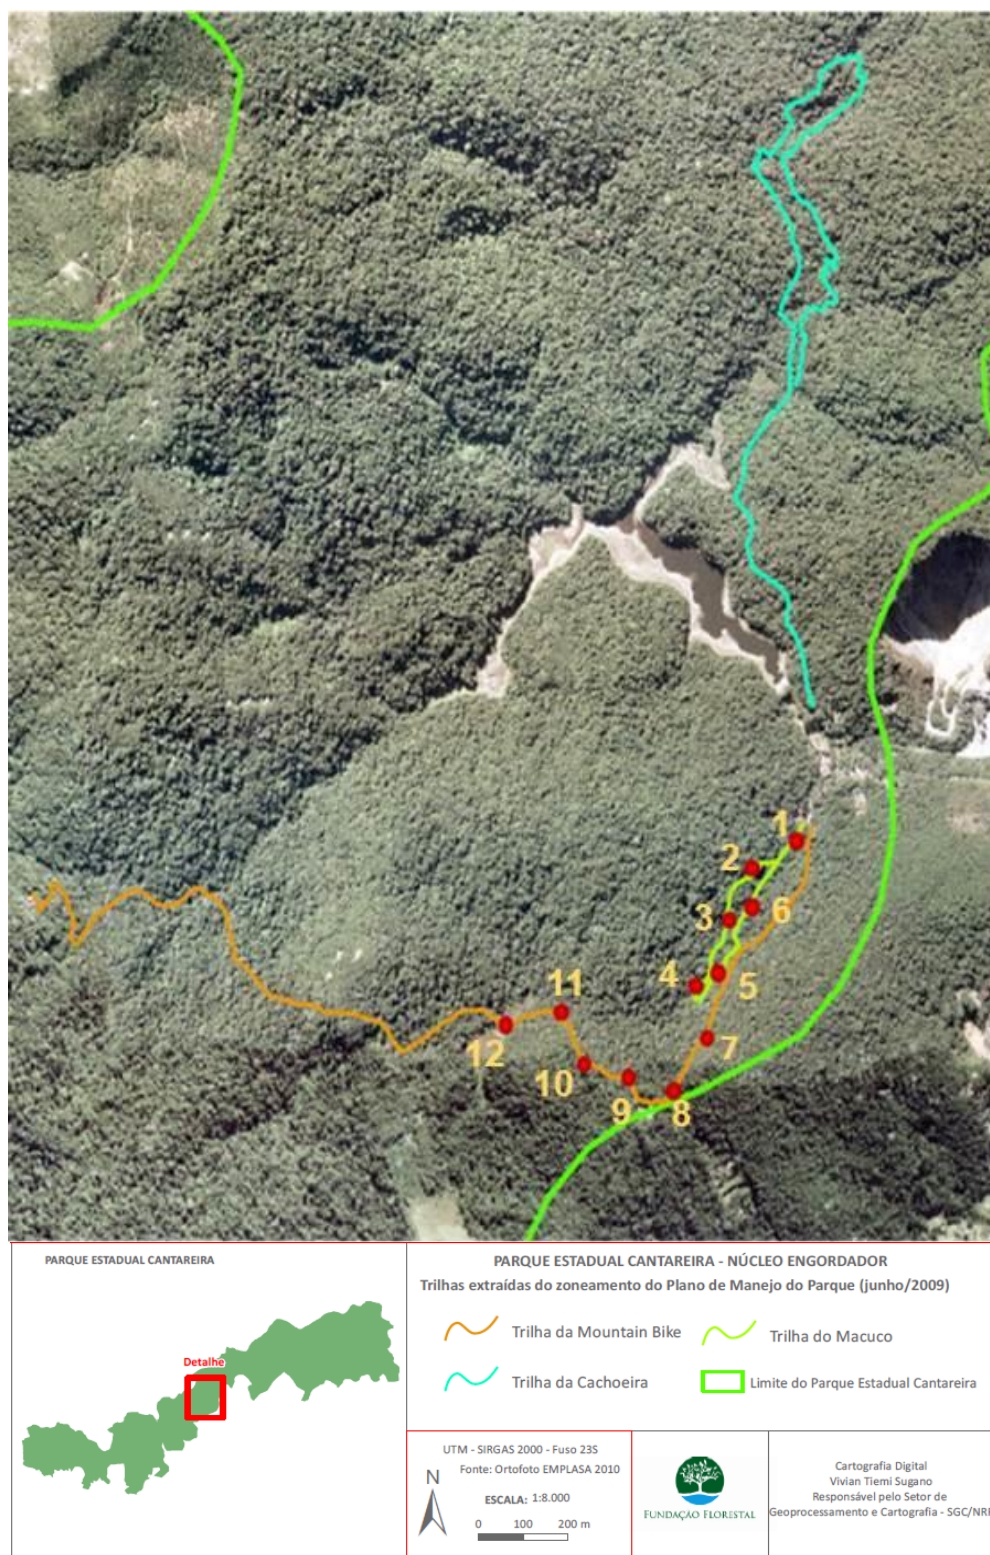 1
2
3
6
4
5
11
7
12
10
9
8
PARQUE ESTADUAL CANTAREIRA
Detalhe
PARQUE ESTADUAL CANTAREIRA - NÚCLEO ENGORDADOR
Trilhas extraídas do zoneamento do Plano de Manejo do Parque (junho/2009)
Trilha da Mountain Bike
Trilha do Macuco
Trilha da Cachoeira
Limite do Parque Estadual Cantareira
UTM - SIRGAS 2000 - Fuso 23S
Fonte: Ortofoto EMPLASA 2010
N
ESCALA: 1:8.000
0 100 200 m
FUNDAÇÃO FLORESTAL
Cartografia Digital
Vivian Tiemi Sugano
Responsável pelo Setor de
Geoprocessamento e Cartografia - SGC/NRI